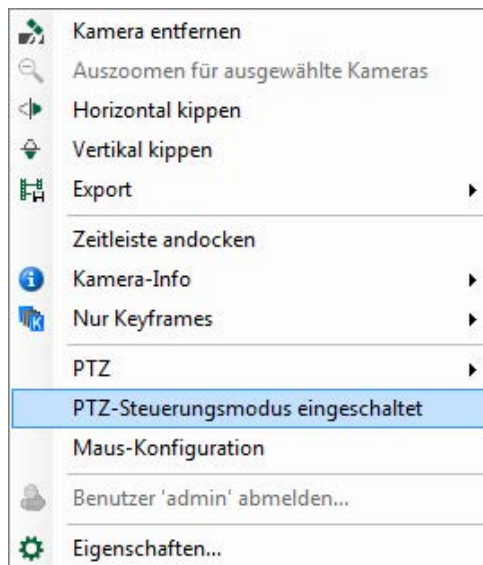 Kamera entfernen
Auszoomen für ausgewählte Kameras
Horizontal kippen
Vertikal kippen
Export
Zeitleiste andocken
Kamera-Info
Nur Keyframes
PTZ
PTZ-Steuerungsmodus eingeschaltet
Maus-Konfiguration
Benutzer 'admin' abmelden...
Eigenschaften...